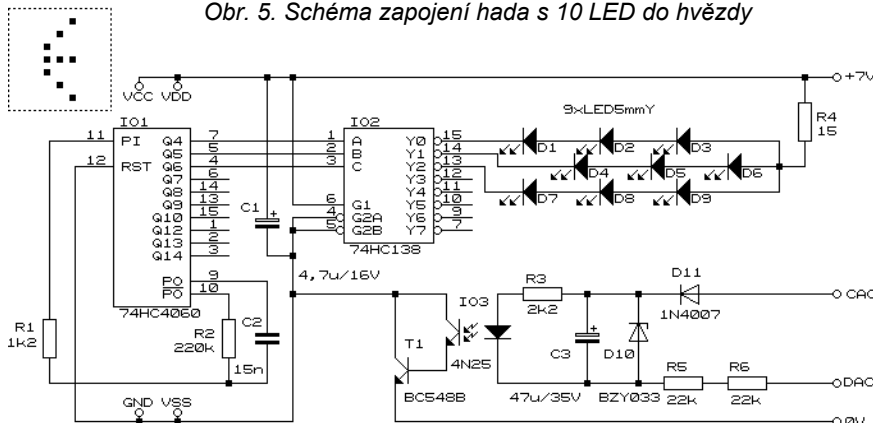 Obr. 5. Schéma zapojení hada s 10 LED do hvězdy
VCC VDD
+7V
9xLED5mmY
R4
15
IO1
IO2
11 PI Q4 7
1 A Y0 15
D1 D2 D3
Q5 5
2 B Y1 14
12 RST Q6 4
3 C Y2 13
D4 D5 D6
Q7 6
Y3 12
Q8 14
Y4 11
D7 D8 D9
Q9 13
6 G1 Y5 10
Q10 15
4 G2A Y6 9
Q12 1
5 G2B Y7 7
Q13 2
Q14 3
C1
74HC138
4,7u/16V
PO 9
PO 10
74HC4060
R1
1k2
R2
220k
C2
15n
IO3
4N25
T1
BC548B
R3
2k2
D11
1N4007
CAO
C3
47u/35V
D10
BZY033
R5
22k
R6
22k
DAO
GND VSS
0V